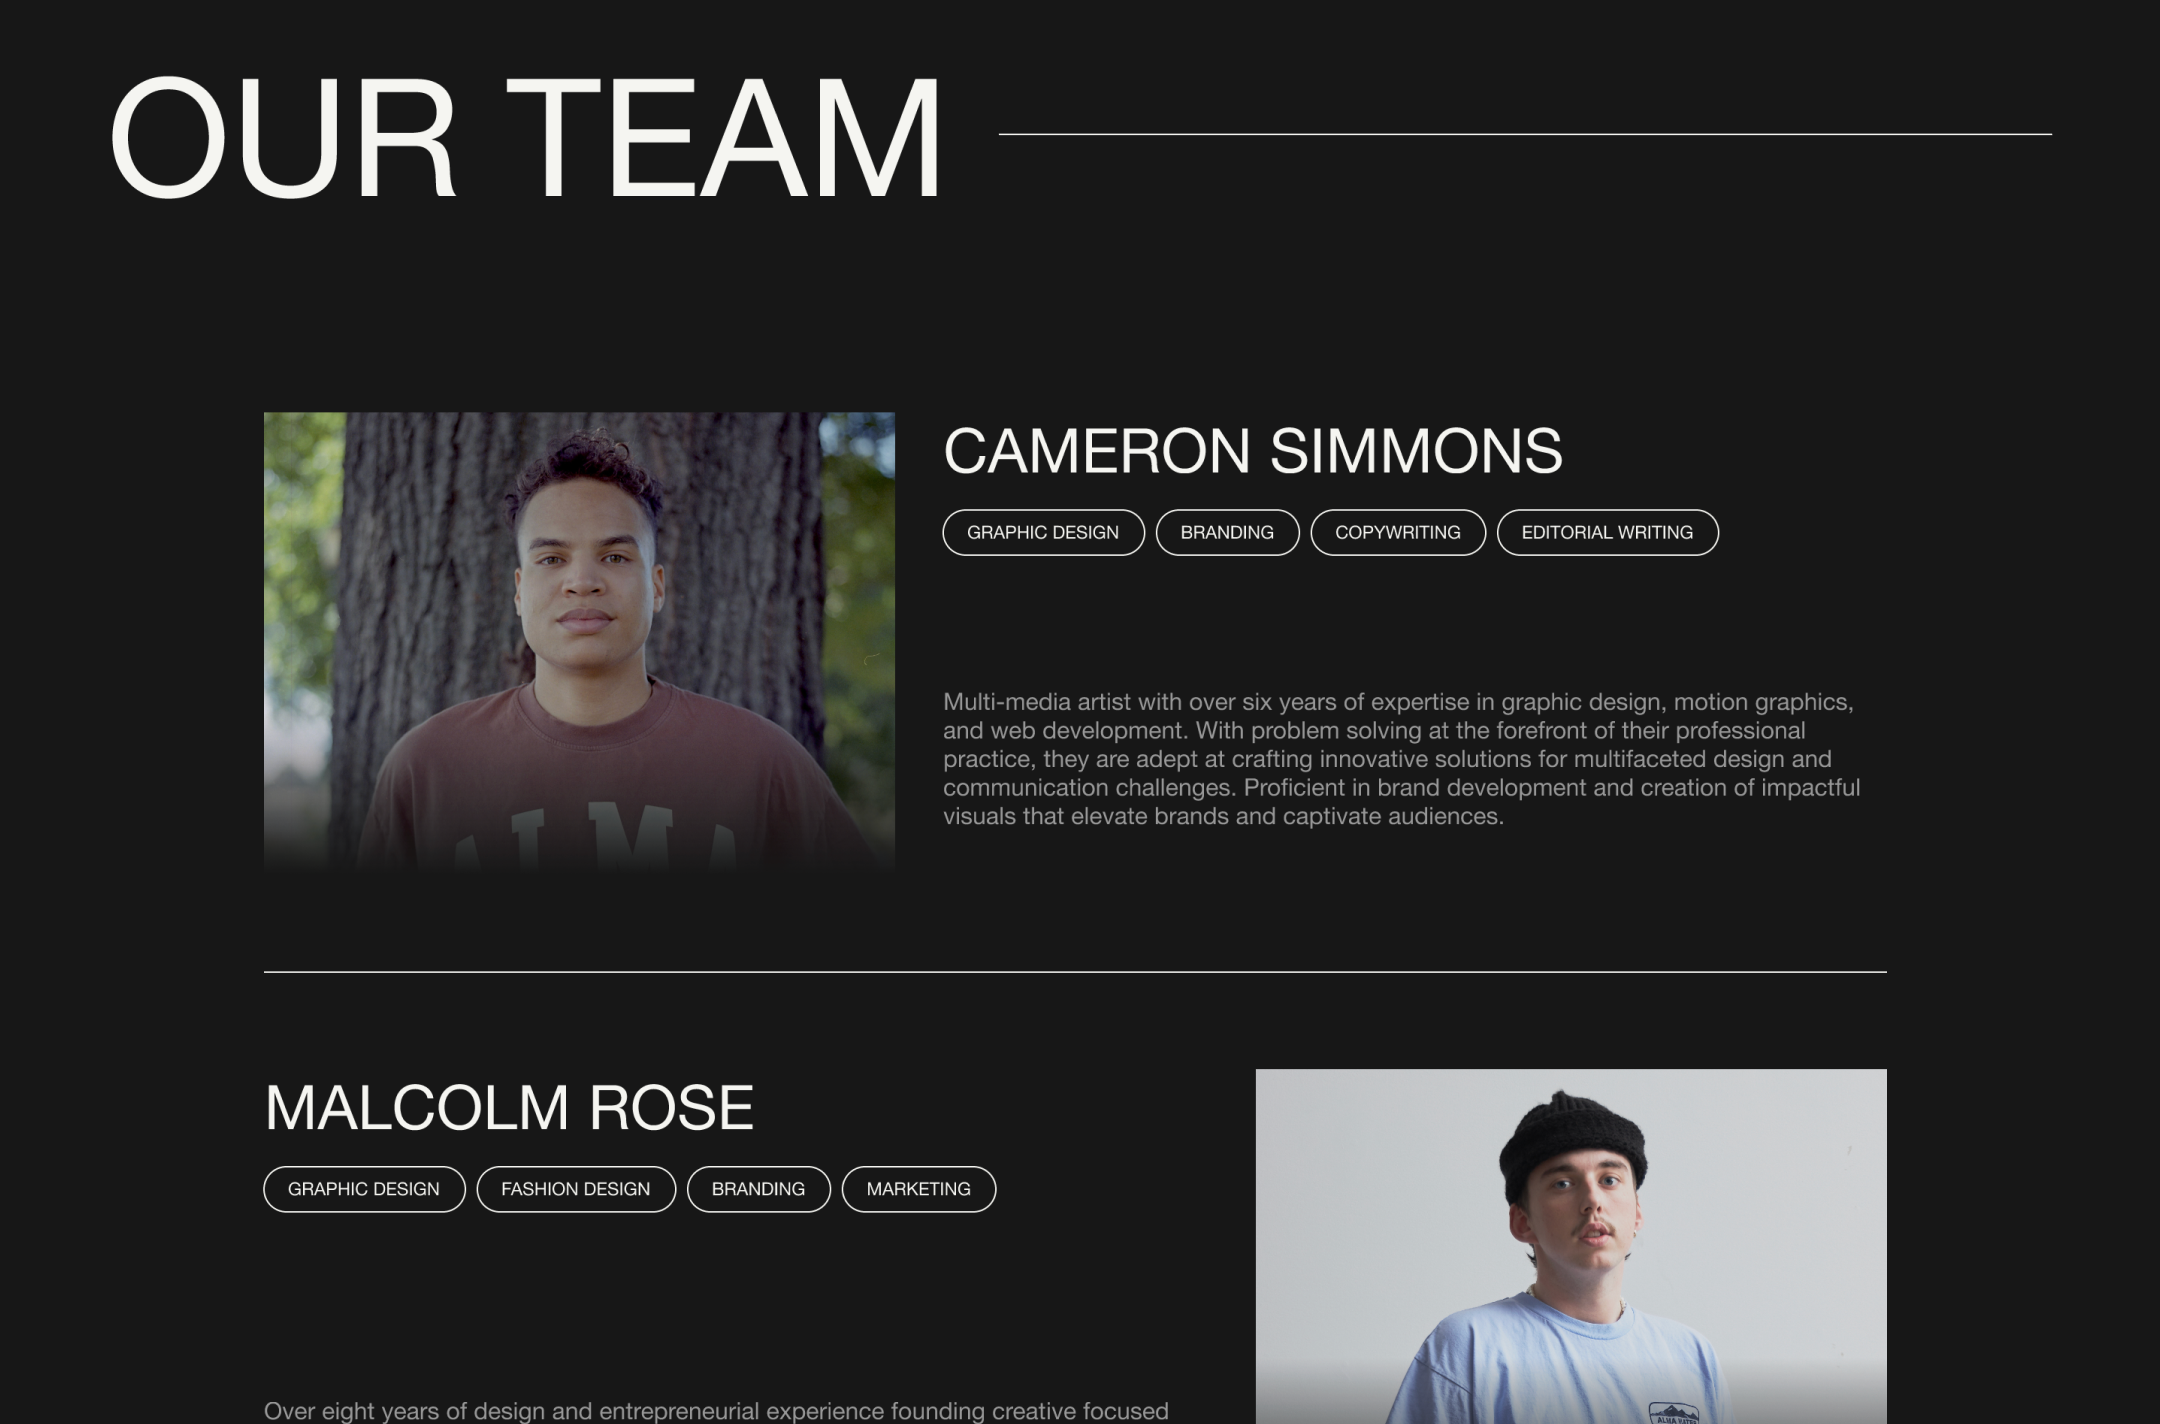 OUR TEAM
CAMERON SIMMONS
GRAPHIC DESIGN
BRANDING
COPYWRITING
EDITORIAL WRITING
Multi-media artist with over six years of expertise in graphic design, motion graphics,
and web development. With problem solving at the forefront of their professional
practice, they are adept at crafting innovative solutions for multifaceted design and
communication challenges. Proficient in brand development and creation of impactful
visuals that elevate brands and captivate audiences.
ALMA
MALCOLM ROSE
GRAPHIC DESIGN
FASHION DESIGN
BRANDING
MARKETING
Over eight years of design and entrepreneurial experience founding creative focused
ALMA MATER